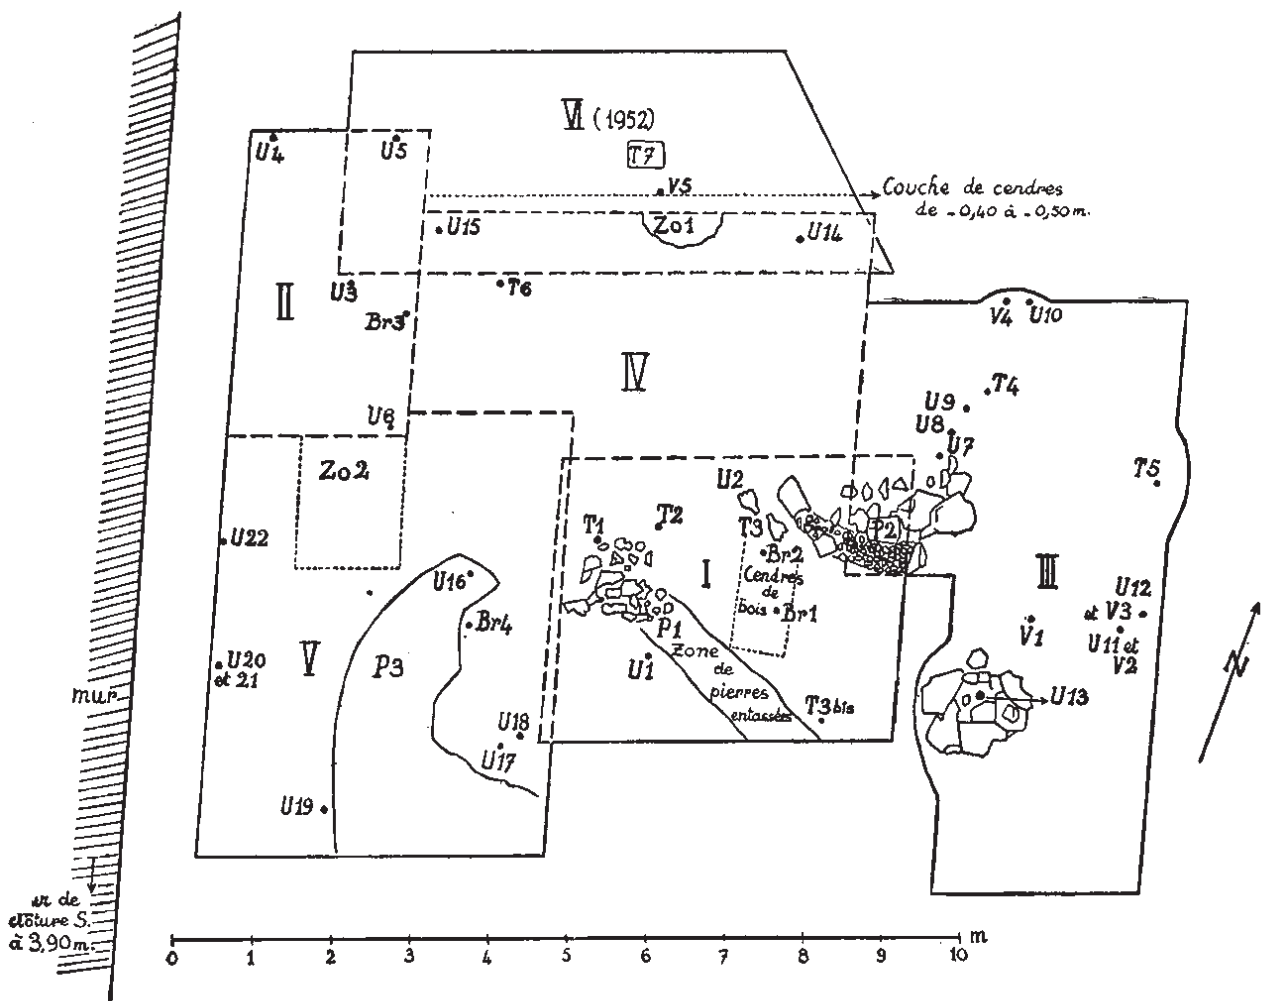 VI (1952)
T7
U4
U5
V5
Couche de cendres
de -0,40 à -0,50 m.
U15
Zo1
U14
U3
T6
II
Br3
V4
U10
IV
T4
U9
U6
U8
U7
Zo2
U2
T5
T1
T2
T3
P2
U22
Br2
I
Cendres
de
bois
Br1
III
U16
U12
et V3
Br4
P1
V1
U11 et
V2
Zone
de
pierres
entassées
U1
V
P3
U20
et 21
mur
U13
T3bis
U18
U17
N
U19
ur de
clôture S.
à 3,90 m.
0 1 2 3 4 5 6 7 8 9 10 m